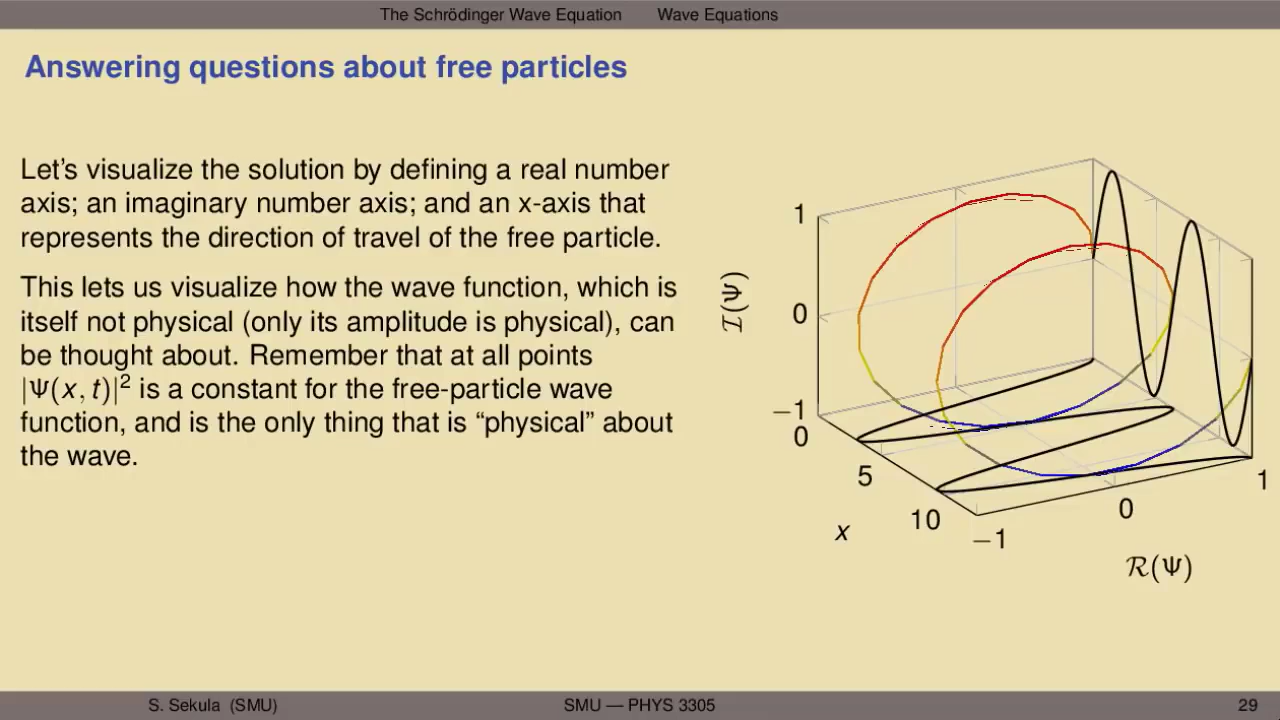 The Schrödinger Wave Equation Wave Equations
Answering questions about free particles
Let's visualize the solution by defining a real number
axis; an imaginary number axis; and an x-axis that
represents the direction of travel of the free particle.
This lets us visualize how the wave function, which is
itself not physical (only its amplitude is physical), can
be thought about. Remember that at all points
|Ψ(x, t)|² is a constant for the free-particle wave
function, and is the only thing that is “physical” about
the wave.
1
0
−1
ℐ(Ψ)
0
5
10
x
−1
0
1
ℛ(Ψ)
S. Sekula (SMU) SMU — PHYS 3305 29